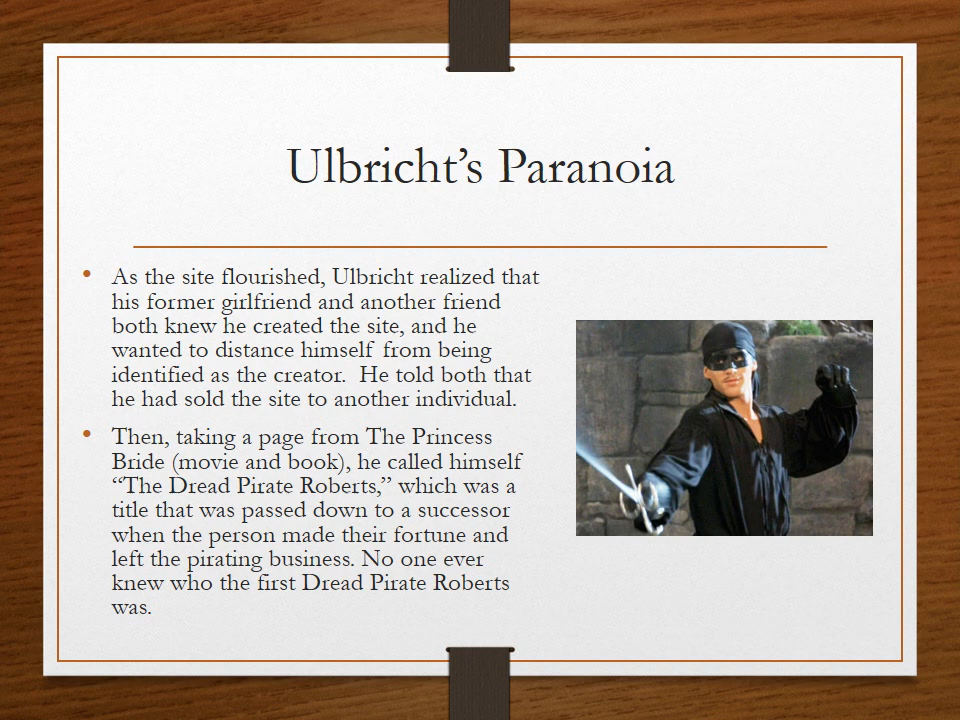 Ulbricht’s Paranoia
• As the site flourished, Ulbricht realized that
his former girlfriend and another friend
both knew he created the site, and he
wanted to distance himself from being
identified as the creator.  He told both that
he had sold the site to another individual.
• Then, taking a page from The Princess
Bride (movie and book), he called himself
“The Dread Pirate Roberts,” which was a
title that was passed down to a successor
when the person made their fortune and
left the pirating business. No one ever
knew who the first Dread Pirate Roberts
was.